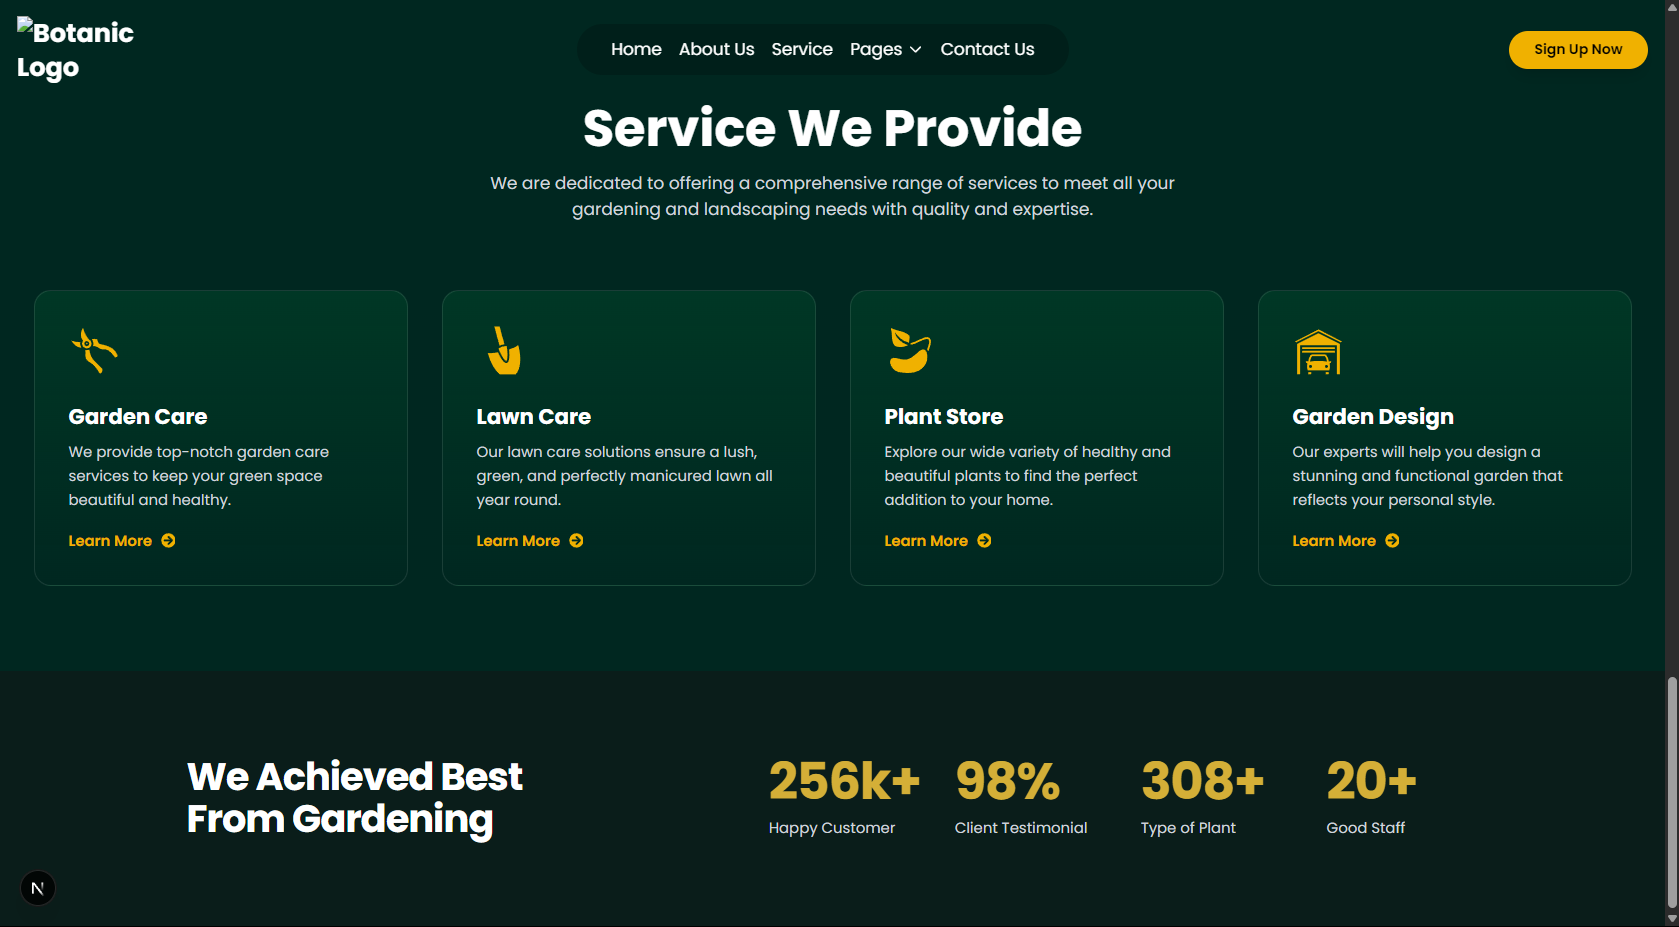 Botanic
Logo
Home About Us Service Pages Contact Us
Sign Up Now
Service We Provide
We are dedicated to offering a comprehensive range of services to meet all your
gardening and landscaping needs with quality and expertise.
Garden Care
We provide top-notch garden care
services to keep your green space
beautiful and healthy.
Learn More
Lawn Care
Our lawn care solutions ensure a lush,
green, and perfectly manicured lawn all
year round.
Learn More
Plant Store
Explore our wide variety of healthy and
beautiful plants to find the perfect
addition to your home.
Learn More
Garden Design
Our experts will help you design a
stunning and functional garden that
reflects your personal style.
Learn More
We Achieved Best
From Gardening
256k+
Happy Customer
98%
Client Testimonial
308+
Type of Plant
20+
Good Staff
N